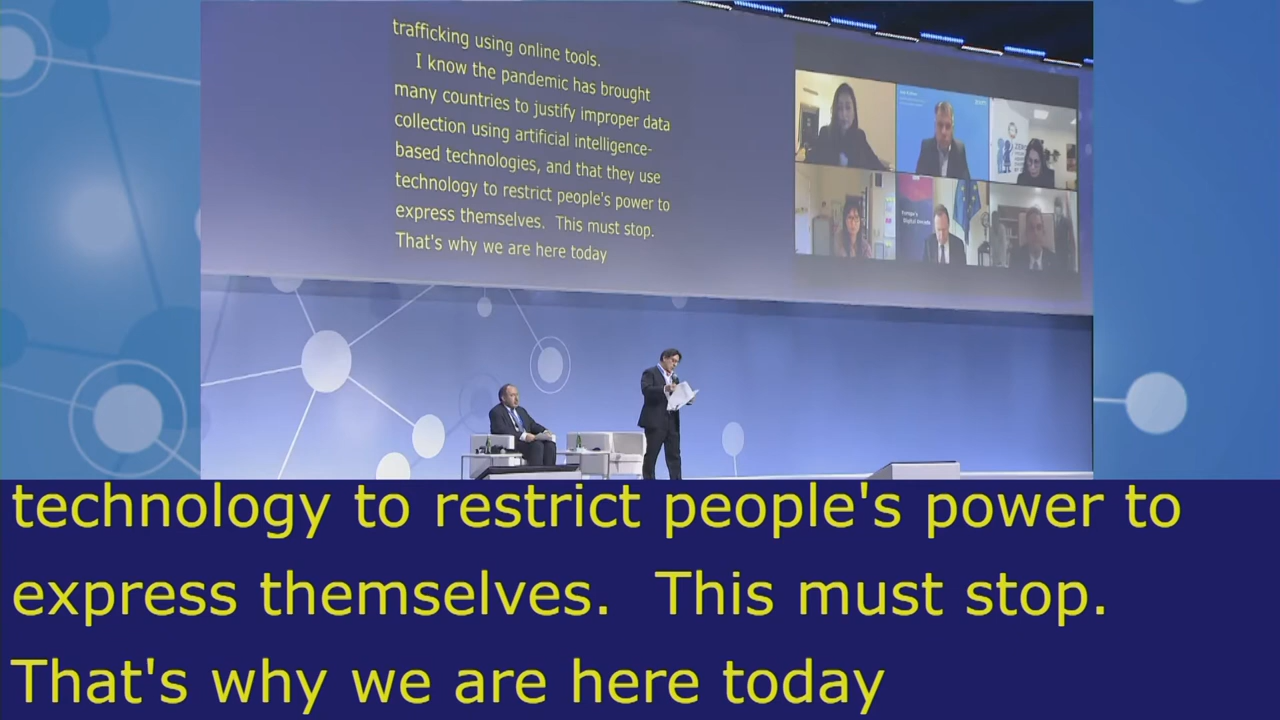 trafficking using online tools.
I know the pandemic has brought
many countries to justify improper data
collection using artificial intelligence-
based technologies, and that they use
technology to restrict people's power to
express themselves.  This must stop.
That's why we are here today
Europe's
Digital Decade
technology to restrict people's power to
express themselves.  This must stop.
That's why we are here today